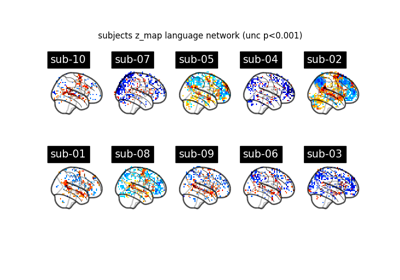 subjects z_map language network (unc p<0.001)
sub-10 sub-07 sub-05 sub-04 sub-02
sub-01 sub-08 sub-09 sub-06 sub-03